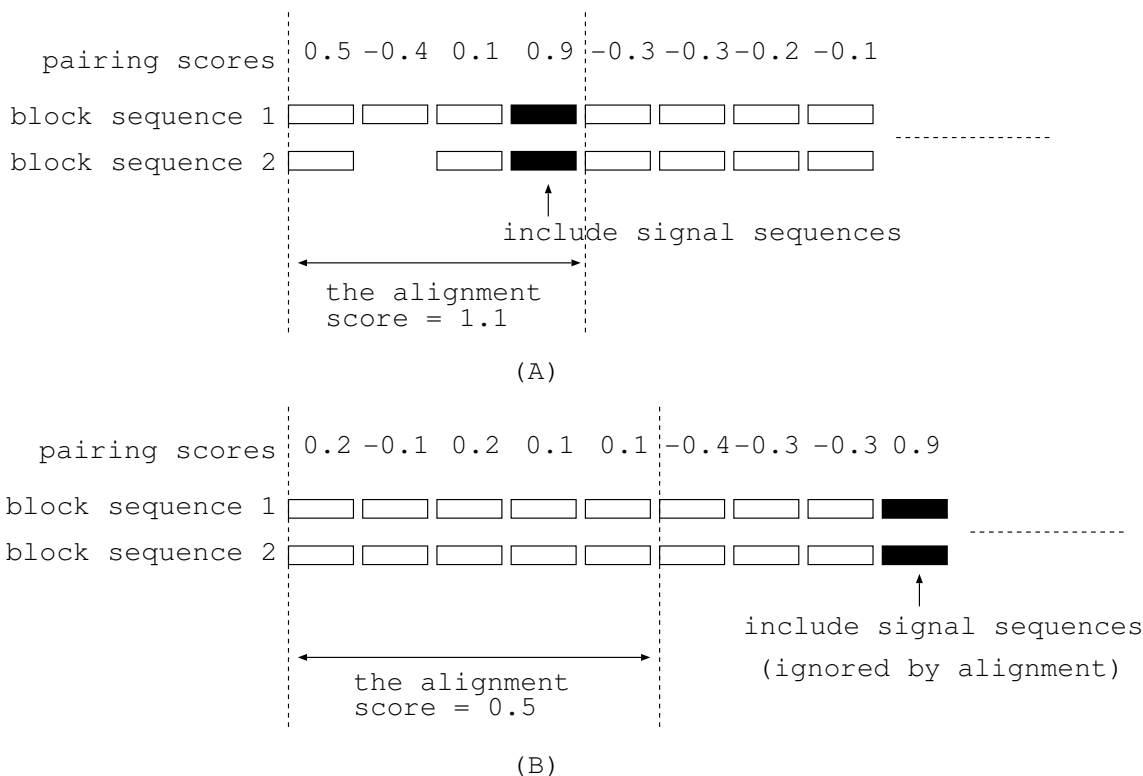 pairing scores 0.5 −0.4 0.1 0.9 −0.3 −0.3 −0.2 −0.1
block sequence 1
block sequence 2
include signal sequences
the alignment
score = 1.1
(A)
pairing scores 0.2 −0.1 0.2 0.1 0.1 −0.4 −0.3 −0.3 0.9
block sequence 1
block sequence 2
include signal sequences
(ignored by alignment)
the alignment
score = 0.5
(B)